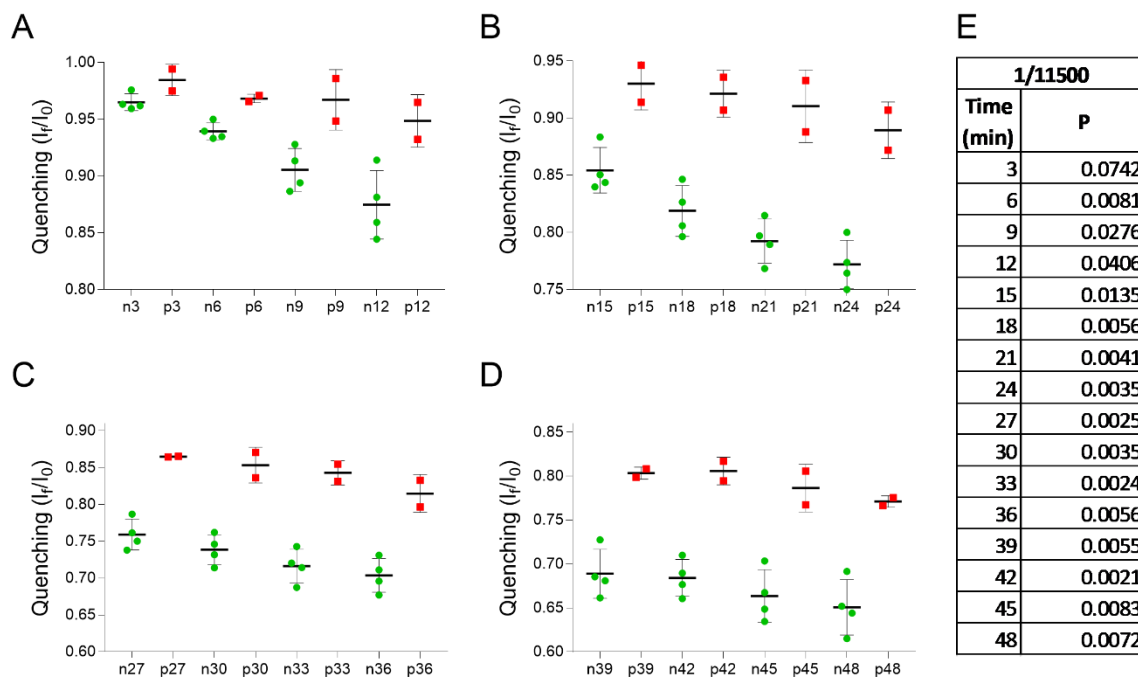 A
Quenching (If/I0)
1.00
0.95
0.90
0.85
0.80
n3 p3 n6 p6 n9 p9 n12 p12
B
Quenching (If/I0)
0.95
0.90
0.85
0.80
0.75
n15 p15 n18 p18 n21 p21 n24 p24
C
Quenching (If/I0)
0.90
0.85
0.80
0.75
0.70
0.65
0.60
n27 p27 n30 p30 n33 p33 n36 p36
D
Quenching (If/I0)
0.85
0.80
0.75
0.70
0.65
0.60
n39 p39 n42 p42 n45 p45 n48 p48
E
1/11500
Time (min) P
3 0.0742
6 0.0081
9 0.0276
12 0.0406
15 0.0135
18 0.0056
21 0.0041
24 0.0035
27 0.0025
30 0.0035
33 0.0024
36 0.0056
39 0.0055
42 0.0021
45 0.0083
48 0.0072